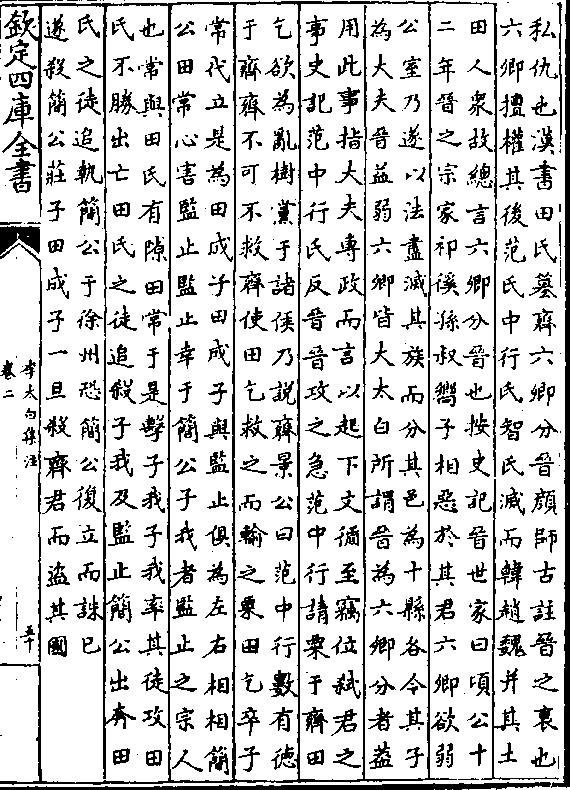 私仇也漢書田氏簒齊六卿分晉顔師古註晉之衰也
六卿擅權其後范氏中行氏智氏滅而韓趙魏并其土
田人衆故總言六卿分晉也按史記晉世家曰頃公十
二年晉之宗家祁徯孫叔嚮子相惡於其君六卿欲弱
公室乃遂以法盡滅其族而分其邑為十縣各令其子
為大夫晉益弱六卿皆大太白所謂晉為六卿分者葢
用此事指大夫專政而言以起下文循至竊位弑君之
事史記范中行氏反晉晉攻之急范中行請粟于齊田
乞欲為亂樹黨于諸侯乃說齊景公曰范中行數有徳
于齊齊不可不救齊使田乞救之而輸之粟田乞卒子
常代立是為田成子田成子與監止俱為左右相相簡
公田常心害監止監止幸于簡公子我者監止之宗人
也常與田氏有隙田常于是擊子我子我率其徒攻田
氏不勝出亡田氏之徒追殺子我及監止簡公出奔田
氏之徒追執簡公于徐州恐簡公復立而誅已
遂殺簡公莊子田成子一旦殺齊君而盜其國
欽定四庫全書
李太白集注
卷二
五十